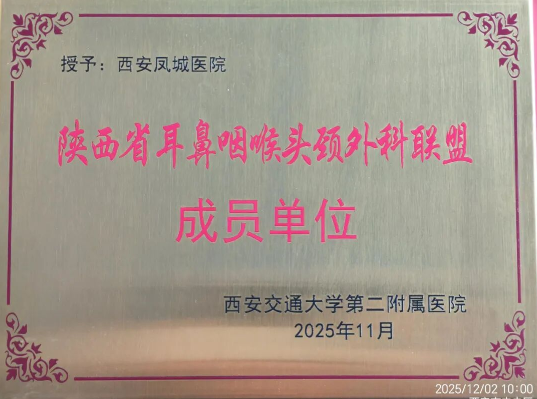 授予：西安凤城医院
陕西省耳鼻咽喉头颈外科联盟
成员单位
西安交通大学第二附属医院
2025年11月
2025/12/02 10:00